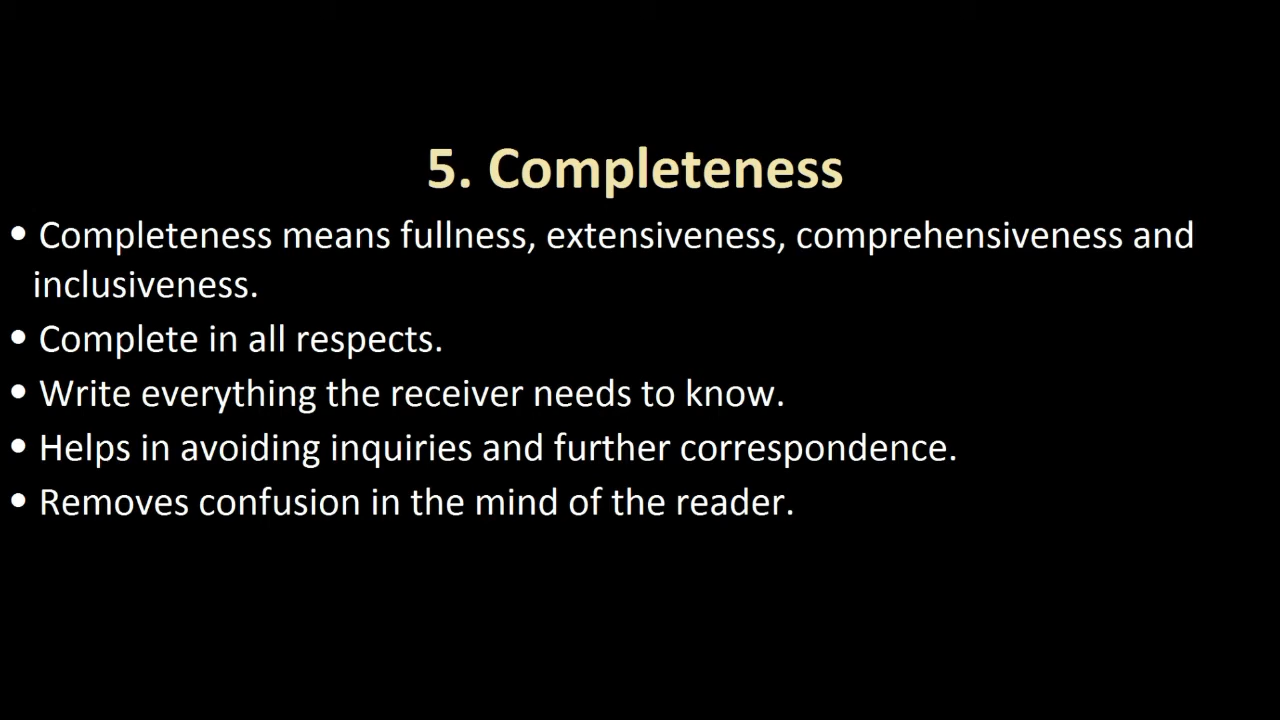 5. Completeness
• Completeness means fullness, extensiveness, comprehensiveness and
inclusiveness.
• Complete in all respects.
• Write everything the receiver needs to know.
• Helps in avoiding inquiries and further correspondence.
• Removes confusion in the mind of the reader.